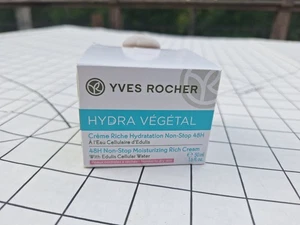 YVES ROCHER
HYDRA VÉGÉTAL
Crème Riche Hydratation Non-Stop 48H
À l'Eau Cellulaire d'Edulis
48H Non-Stop Moisturizing Rich Cream
With Edulis Cellular Water